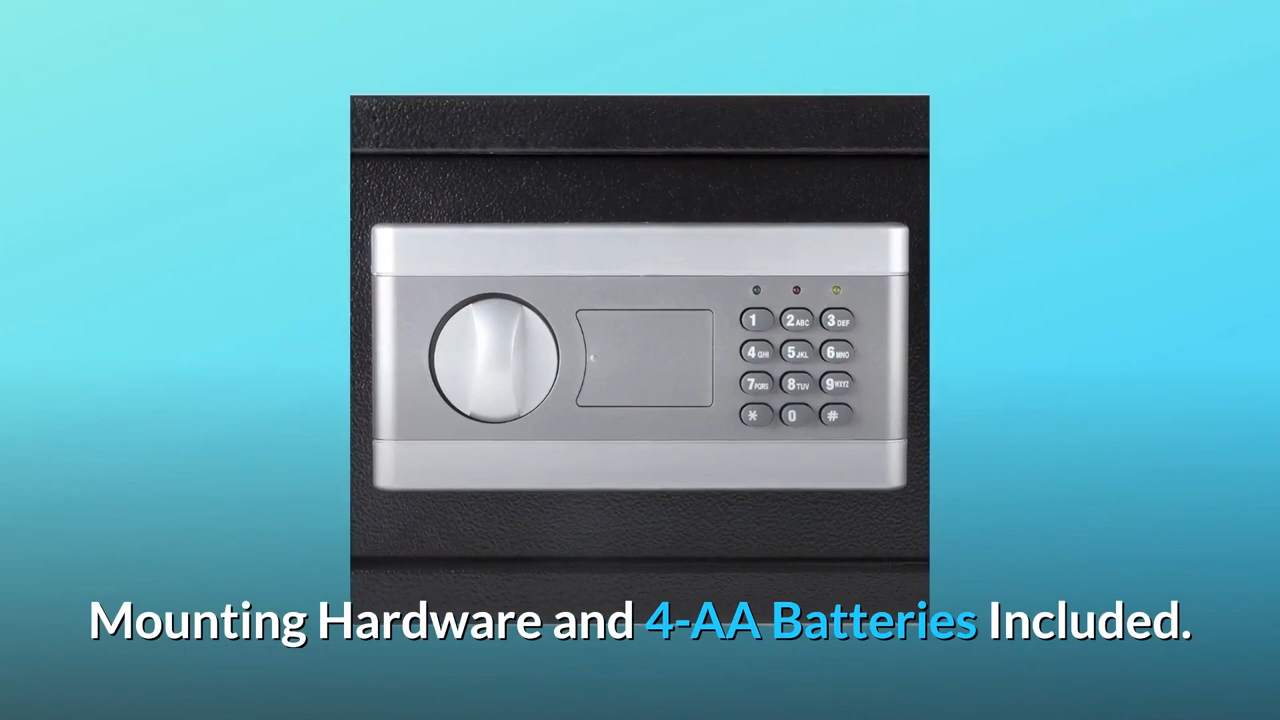 1 2ABC 3DEF
4GHI 5JKL 6MNO
7PQRS 8TUV 9WXYZ
* 0 #
Mounting Hardware and 4-AA Batteries Included.